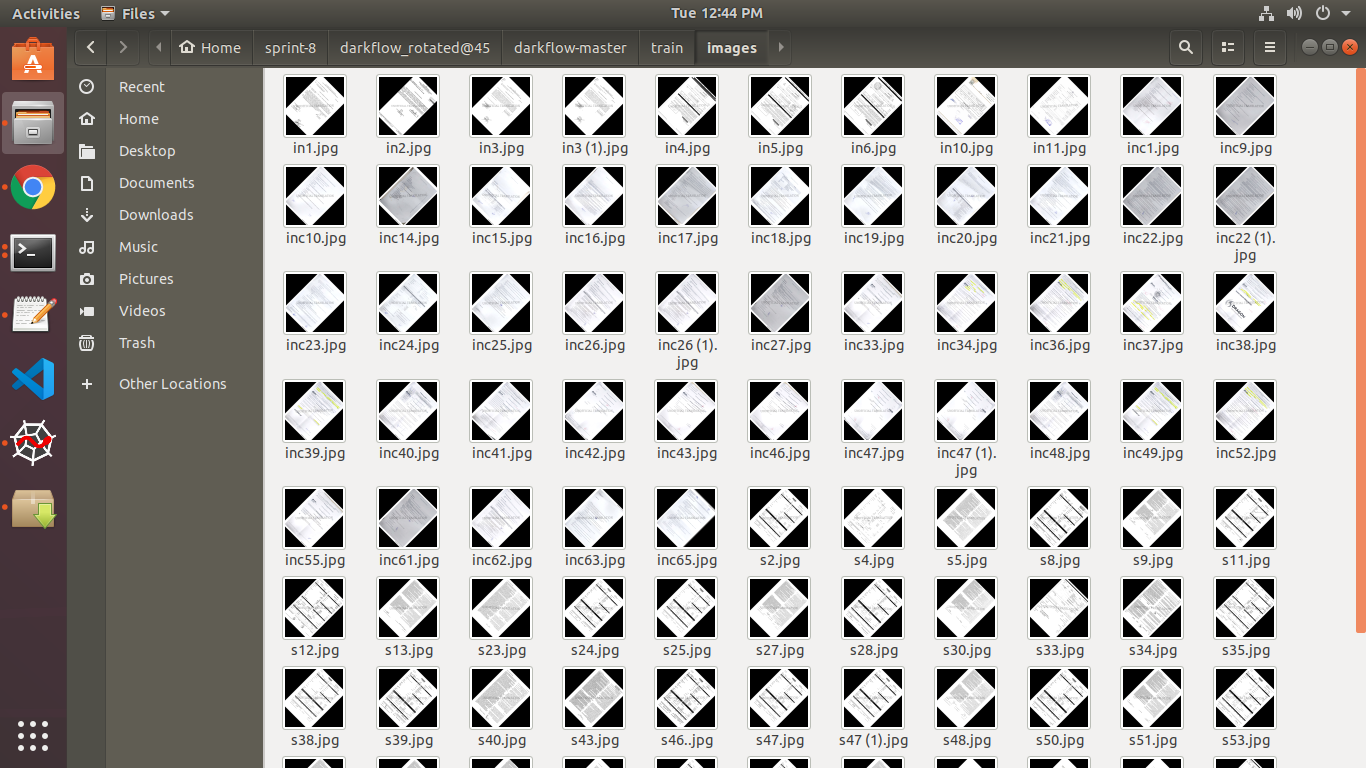 Activities Files Tue 12:44 PM
Home sprint-8 darkflow_rotated@45 darkflow-master train images
Recent
Home
Desktop
Documents
Downloads
Music
Pictures
Videos
Trash
Other Locations
in1.jpg in2.jpg in3.jpg in3 (1).jpg in4.jpg in5.jpg in6.jpg in10.jpg in11.jpg inc1.jpg inc9.jpg
inc10.jpg inc14.jpg inc15.jpg inc16.jpg inc17.jpg inc18.jpg inc19.jpg inc20.jpg inc21.jpg inc22.jpg inc22 (1).
jpg
inc23.jpg inc24.jpg inc25.jpg inc26.jpg inc26 (1). inc27.jpg inc33.jpg inc34.jpg inc36.jpg inc37.jpg inc38.jpg
jpg
inc39.jpg inc40.jpg inc41.jpg inc42.jpg inc43.jpg inc46.jpg inc47.jpg inc47 (1). inc48.jpg inc49.jpg inc52.jpg
jpg
inc55.jpg inc61.jpg inc62.jpg inc63.jpg inc65.jpg s2.jpg s4.jpg s5.jpg s8.jpg s9.jpg s11.jpg
s12.jpg s13.jpg s23.jpg s24.jpg s25.jpg s27.jpg s28.jpg s30.jpg s33.jpg s34.jpg s35.jpg
s38.jpg s39.jpg s40.jpg s43.jpg s46..jpg s47.jpg s47 (1).jpg s48.jpg s50.jpg s51.jpg s53.jpg